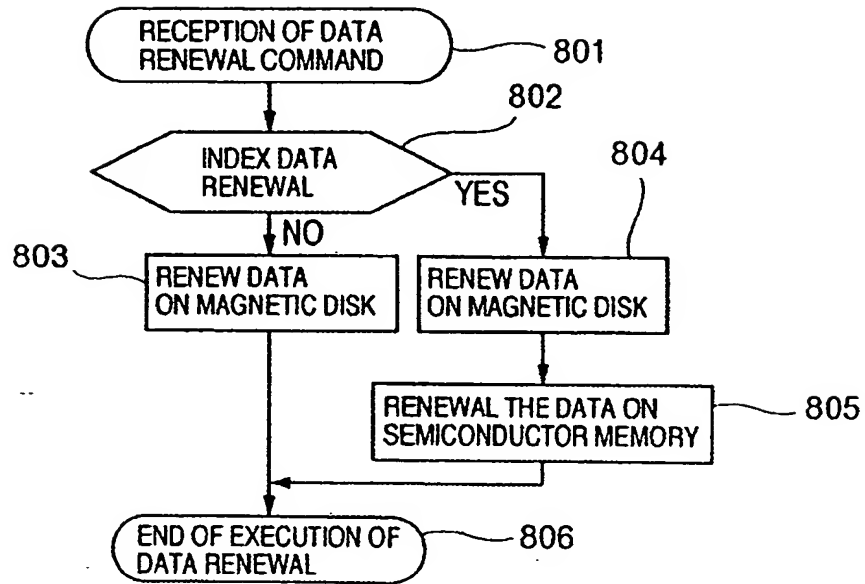 RECEPTION OF DATA
RENEWAL COMMAND
801
802
INDEX DATA
RENEWAL
YES
804
NO
803
RENEW DATA
ON MAGNETIC DISK
RENEW DATA
ON MAGNETIC DISK
RENEWAL THE DATA ON
SEMICONDUCTOR MEMORY
805
END OF EXECUTION OF
DATA RENEWAL
806